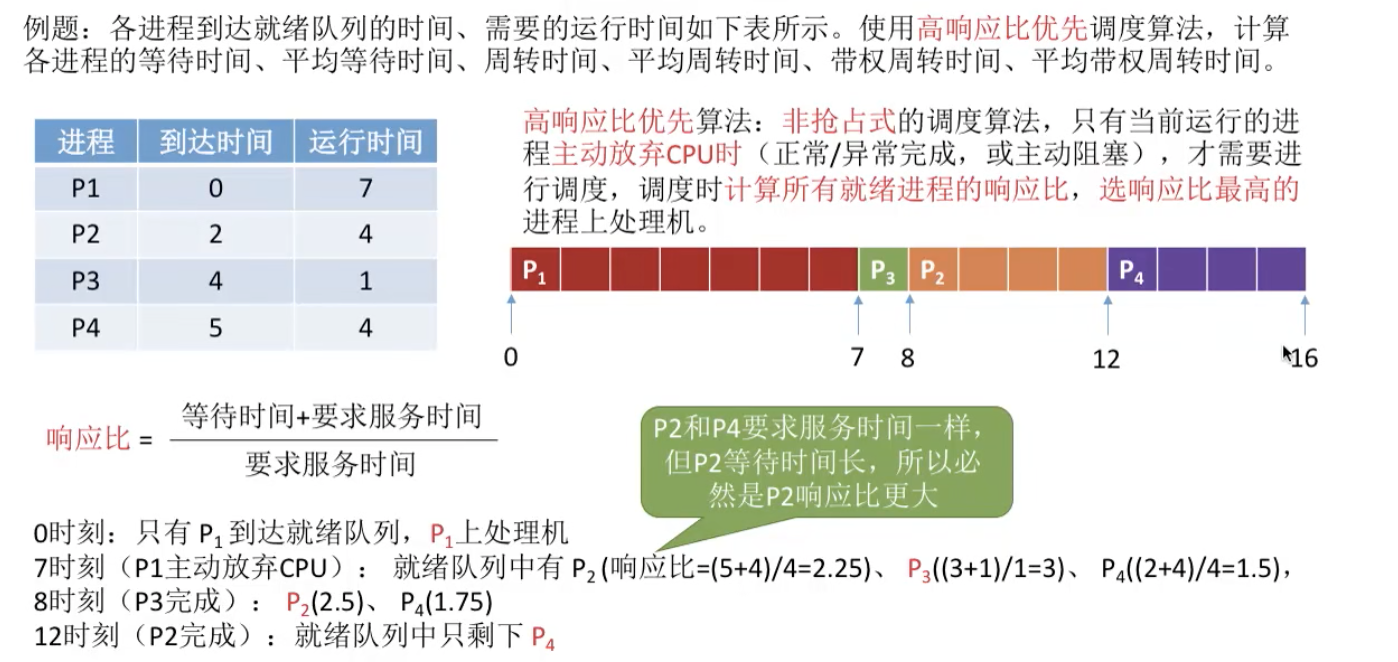 例题：各进程到达就绪队列的时间、需要的运行时间如下表所示。使用高响应比优先调度算法，计算
各进程的等待时间、平均等待时间、周转时间、平均周转时间、带权周转时间、平均带权周转时间。
进程 到达时间 运行时间
P1 0 7
P2 2 4
P3 4 1
P4 5 4
高响应比优先算法：非抢占式的调度算法，只有当前运行的进
程主动放弃CPU时（正常/异常完成，或主动阻塞），才需要进
行调度，调度时计算所有就绪进程的响应比，选响应比最高的
进程上处理机。
P1 P3 P2 P4
0 7 8 12 16
响应比 =
等待时间+要求服务时间
要求服务时间
P2和P4要求服务时间一样，
但P2等待时间长，所以必
然是P2响应比更大
0时刻：只有 P1 到达就绪队列，P1上处理机
7时刻（P1主动放弃CPU）： 就绪队列中有 P2 (响应比=(5+4)/4=2.25)、 P3((3+1)/1=3)、 P4((2+4)/4=1.5)，
8时刻（P3完成）： P2(2.5)、 P4(1.75)
12时刻（P2完成）：就绪队列中只剩下 P4